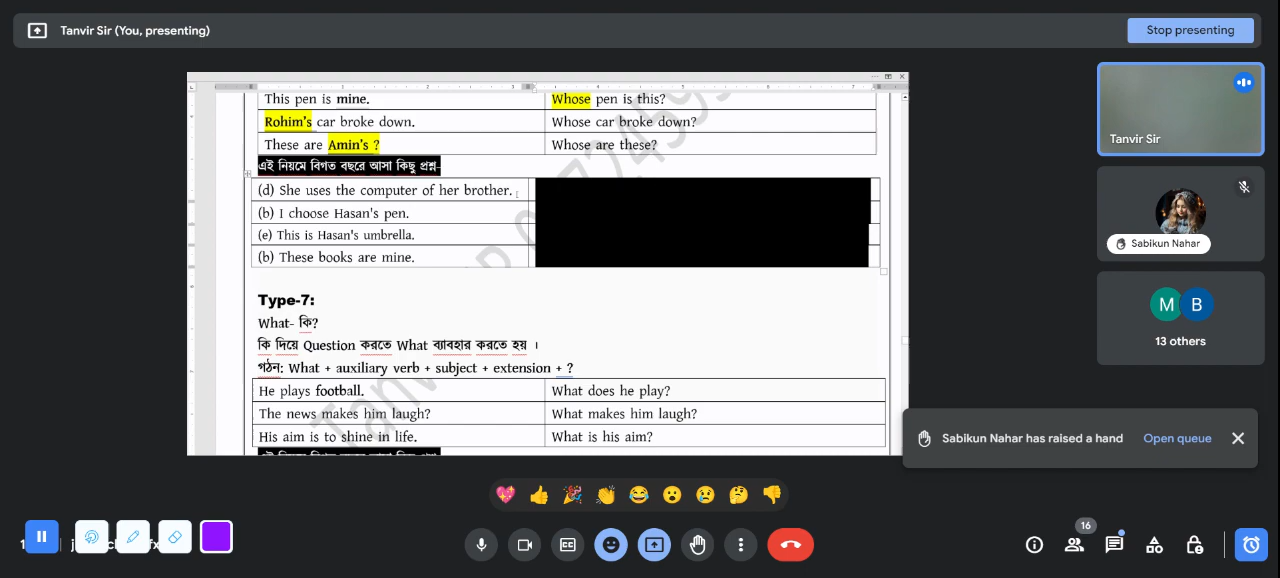 Tanvir Sir (You, presenting)
Stop presenting
This pen is mine. Whose pen is this?
Rohim's car broke down. Whose car broke down?
These are Amin's ? Whose are these?
এই নিয়মে বিগত বছরে আসা কিছু প্রশ্ন-
(d) She uses the computer of her brother.
(b) I choose Hasan's pen.
(e) This is Hasan's umbrella.
(b) These books are mine.
Type-7:
What- কি?
কি দিয়ে Question করতে What ব্যাবহার করতে হয় ।
গঠন: What + auxiliary verb + subject + extension + ?
He plays football. What does he play?
The news makes him laugh? What makes him laugh?
His aim is to shine in life. What is his aim?
Tanvir Sir
Sabikun Nahar
M B
13 others
Sabikun Nahar has raised a hand
Open queue
16